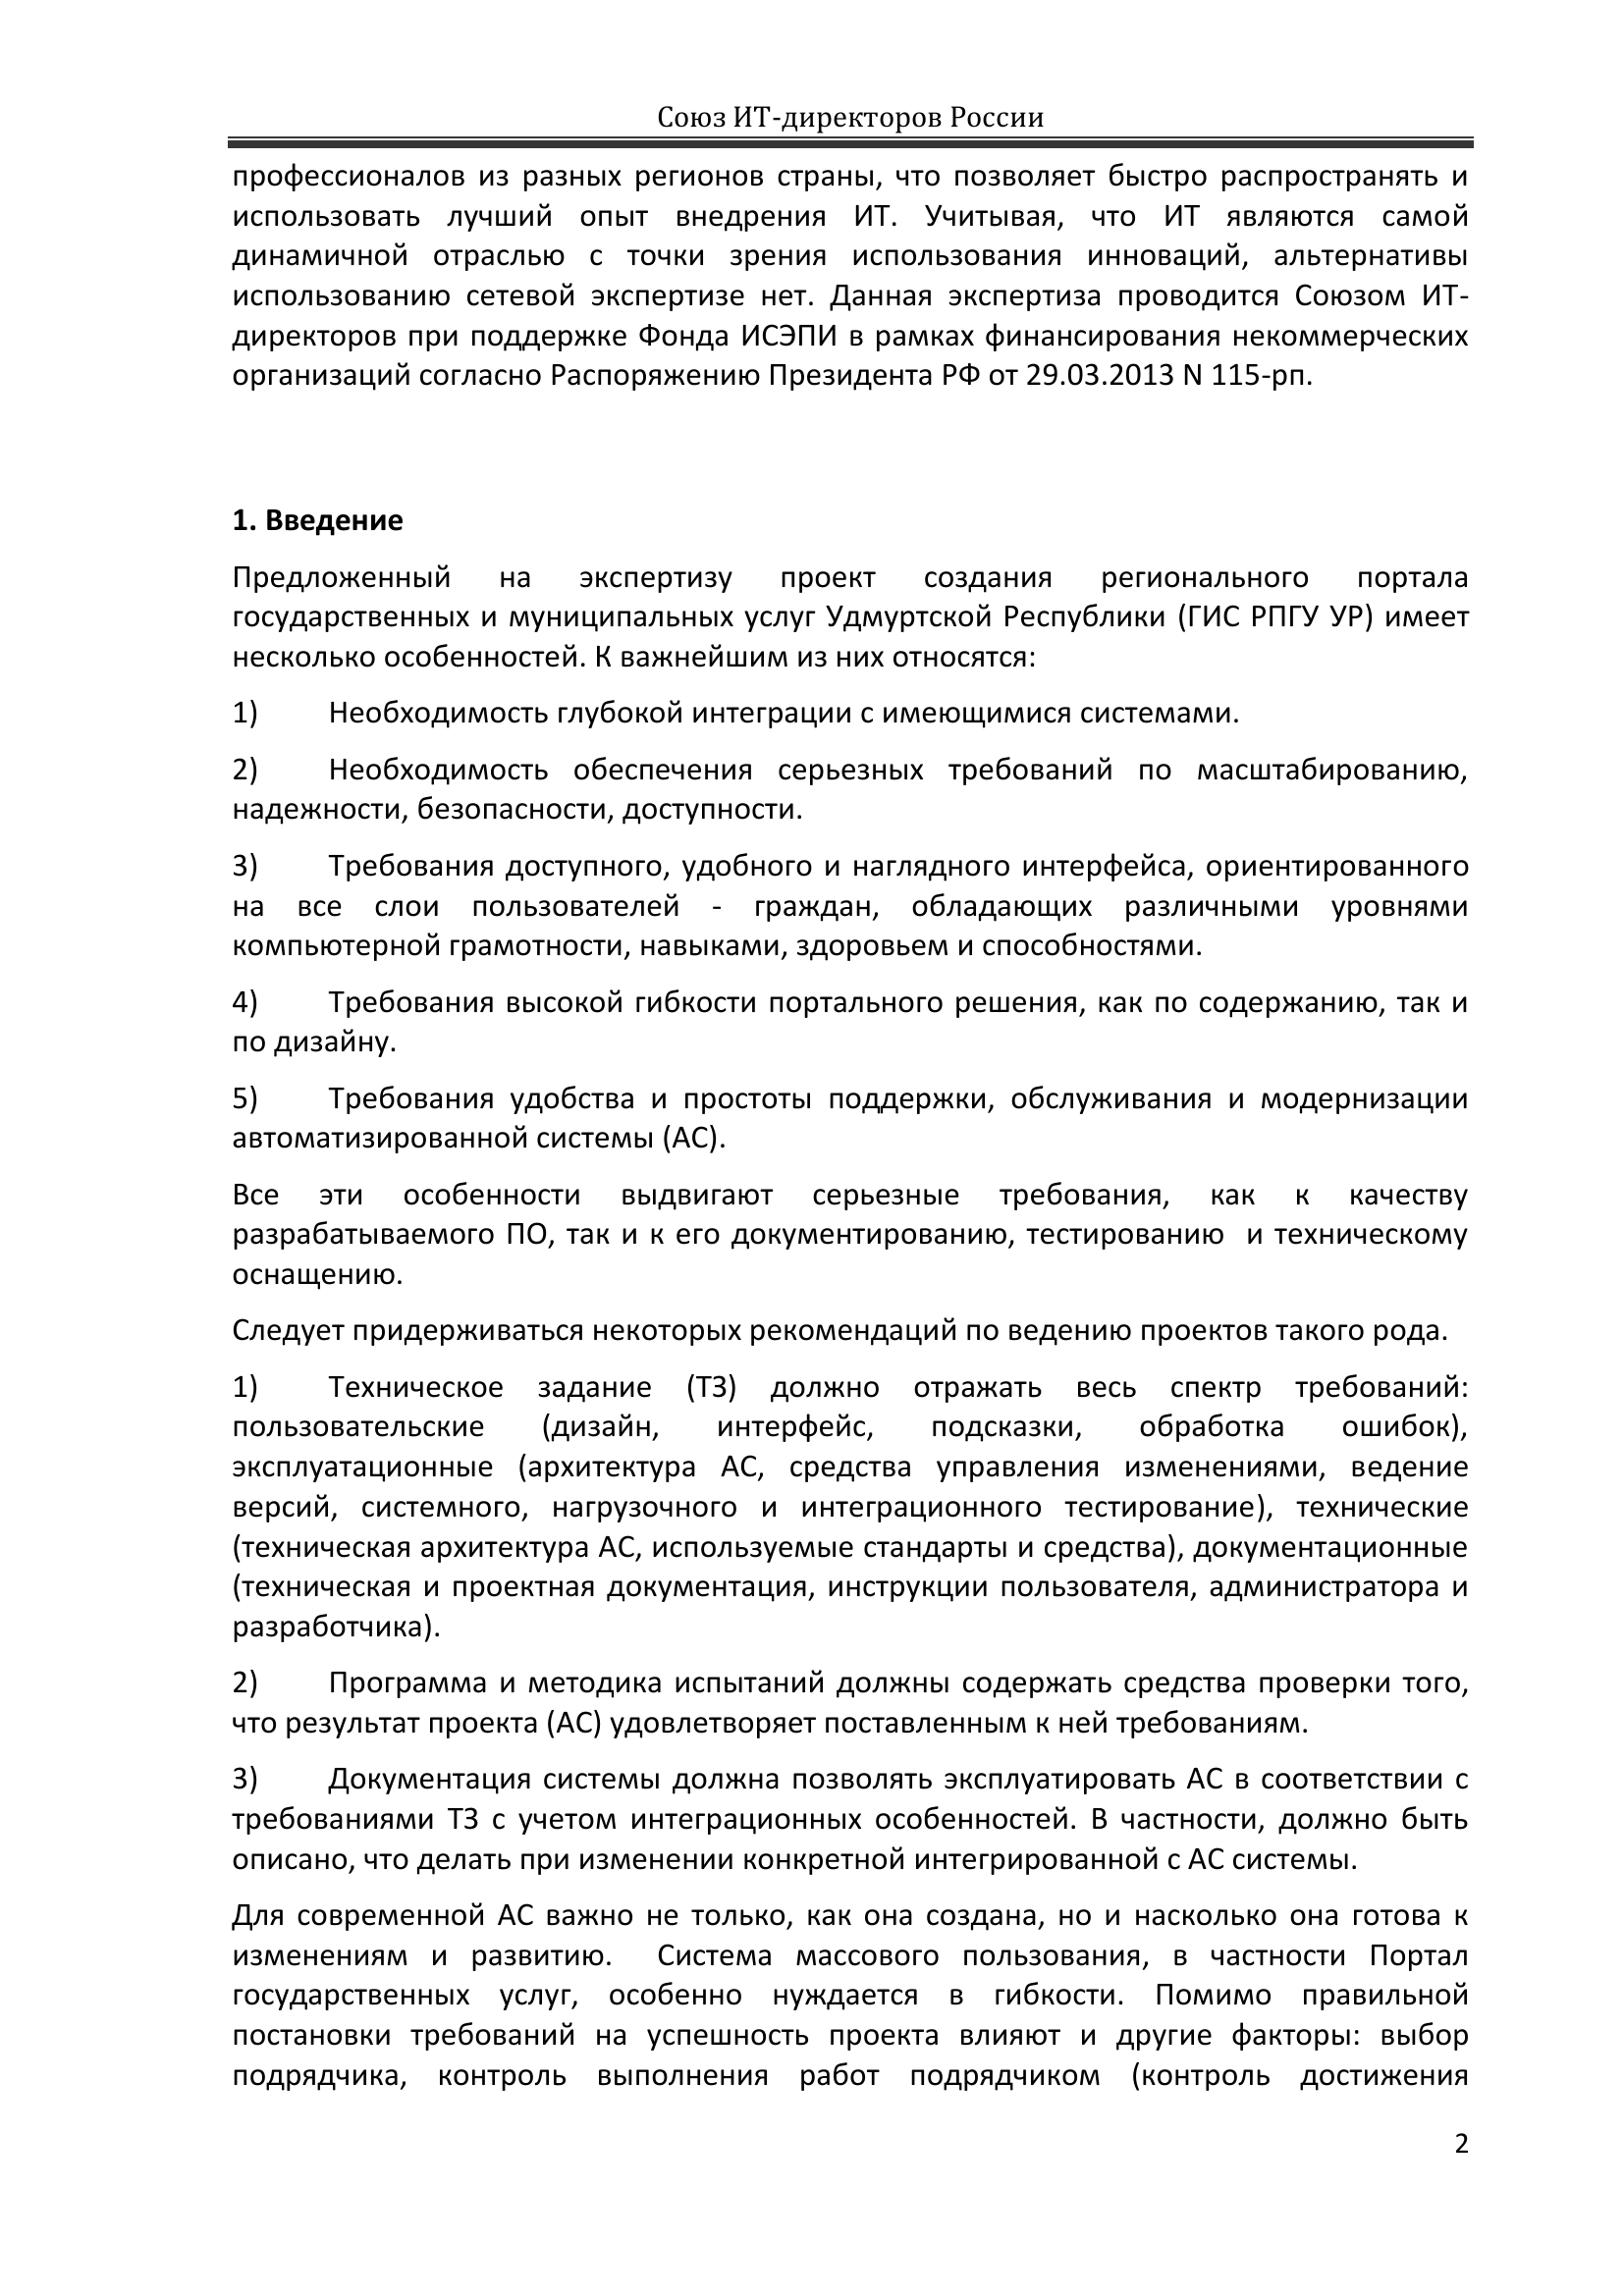 Союз ИТ-директоров России
профессионалов из разных регионов страны, что позволяет быстро распространять и
использовать лучший опыт внедрения ИТ. Учитывая, что ИТ являются самой
динамичной отраслью с точки зрения использования инноваций, альтернативы
использованию сетевой экспертизе нет. Данная экспертиза проводится Союзом ИТ-
директоров при поддержке Фонда ИСЭПИ в рамках финансирования некоммерческих
организаций согласно Распоряжению Президента РФ от 29.03.2013 N 115-рп.
1. Введение
Предложенный на экспертизу проект создания регионального портала
государственных и муниципальных услуг Удмуртской Республики (ГИС РПГУ УР) имеет
несколько особенностей. К важнейшим из них относятся:
1) Необходимость глубокой интеграции с имеющимися системами.
2) Необходимость обеспечения серьезных требований по масштабированию,
надежности, безопасности, доступности.
3) Требования доступного, удобного и наглядного интерфейса, ориентированного
на все слои пользователей - граждан, обладающих различными уровнями
компьютерной грамотности, навыками, здоровьем и способностями.
4) Требования высокой гибкости портального решения, как по содержанию, так и
по дизайну.
5) Требования удобства и простоты поддержки, обслуживания и модернизации
автоматизированной системы (АС).
Все эти особенности выдвигают серьезные требования, как к качеству
разрабатываемого ПО, так и к его документированию, тестированию и техническому
оснащению.
Следует придерживаться некоторых рекомендаций по ведению проектов такого рода.
1) Техническое задание (ТЗ) должно отражать весь спектр требований:
пользовательские (дизайн, интерфейс, подсказки, обработка ошибок),
эксплуатационные (архитектура АС, средства управления изменениями, ведение
версий, системного, нагрузочного и интеграционного тестирование), технические
(техническая архитектура АС, используемые стандарты и средства), документационные
(техническая и проектная документация, инструкции пользователя, администратора и
разработчика).
2) Программа и методика испытаний должны содержать средства проверки того,
что результат проекта (АС) удовлетворяет поставленным к ней требованиям.
3) Документация системы должна позволять эксплуатировать АС в соответствии с
требованиями ТЗ с учетом интеграционных особенностей. В частности, должно быть
описано, что делать при изменении конкретной интегрированной с АС системы.
Для современной АС важно не только, как она создана, но и насколько она готова к
изменениям и развитию. Система массового пользования, в частности Портал
государственных услуг, особенно нуждается в гибкости. Помимо правильной
постановки требований на успешность проекта влияют и другие факторы: выбор
подрядчика, контроль выполнения работ подрядчиком (контроль достижения
2